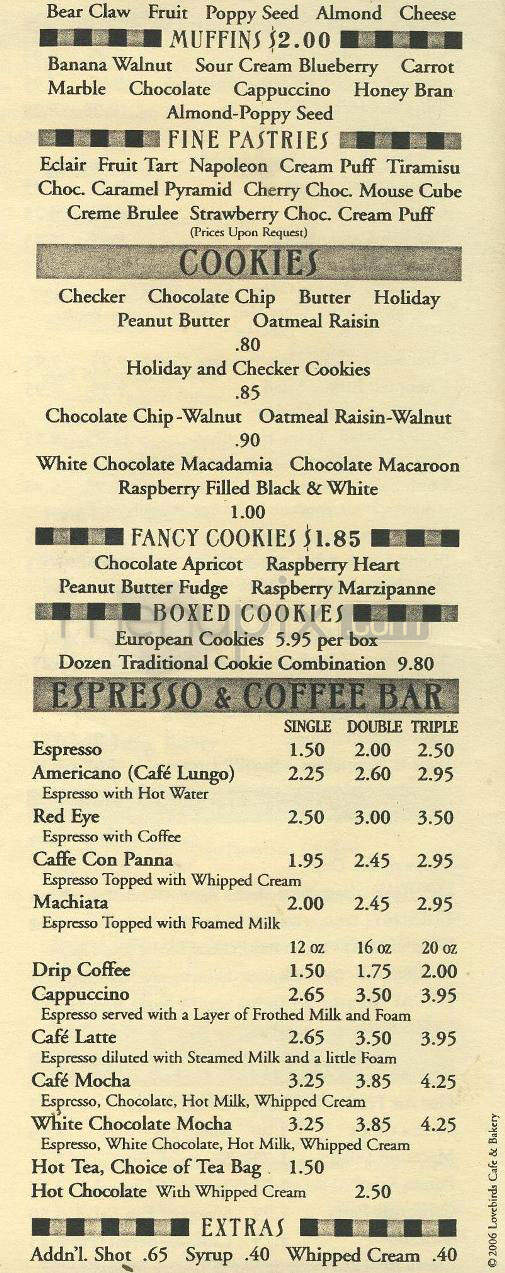 Bear Claw Fruit Poppy Seed Almond Cheese
MUFFINS $2.00
Banana Walnut Sour Cream Blueberry Carrot
Marble Chocolate Cappuccino Honey Bran
Almond-Poppy Seed
FINE PASTRIES
Eclair Fruit Tart Napoleon Cream Puff Tiramisu
Choc. Caramel Pyramid Cherry Choc. Mouse Cube
Creme Brulee Strawberry Choc. Cream Puff
(Prices Upon Request)
COOKIES
Checker Chocolate Chip Butter Holiday
Peanut Butter Oatmeal Raisin
.80
Holiday and Checker Cookies
.85
Chocolate Chip-Walnut Oatmeal Raisin-Walnut
.90
White Chocolate Macadamia Chocolate Macaroon
Raspberry Filled Black & White
1.00
FANCY COOKIES $1.85
Chocolate Apricot Raspberry Heart
Peanut Butter Fudge Raspberry Marzipanne
BOXED COOKIES
European Cookies 5.95 per box
Dozen Traditional Cookie Combination 9.80
ESPRESSO & COFFEE BAR
SINGLE DOUBLE TRIPLE
Espresso 1.50 2.00 2.50
Americano (Café Lungo) 2.25 2.60 2.95
Espresso with Hot Water
Red Eye 2.50 3.00 3.50
Espresso with Coffee
Caffe Con Panna 1.95 2.45 2.95
Espresso Topped with Whipped Cream
Machiata 2.00 2.45 2.95
Espresso Topped with Foamed Milk
12 oz 16 oz 20 oz
Drip Coffee 1.50 1.75 2.00
Cappuccino 2.65 3.50 3.95
Espresso served with a Layer of Frothed Milk and Foam
Café Latte 2.65 3.50 3.95
Espresso diluted with Steamed Milk and a little Foam
Café Mocha 3.25 3.85 4.25
Espresso, Chocolate, Hot Milk, Whipped Cream
White Chocolate Mocha 3.25 3.85 4.25
Espresso, White Chocolate, Hot Milk, Whipped Cream
Hot Tea, Choice of Tea Bag 1.50
Hot Chocolate With Whipped Cream 2.50
EXTRAS
Addn'l. Shot .65 Syrup .40 Whipped Cream .40
© 2006 Lovebirds Cafe & Bakery